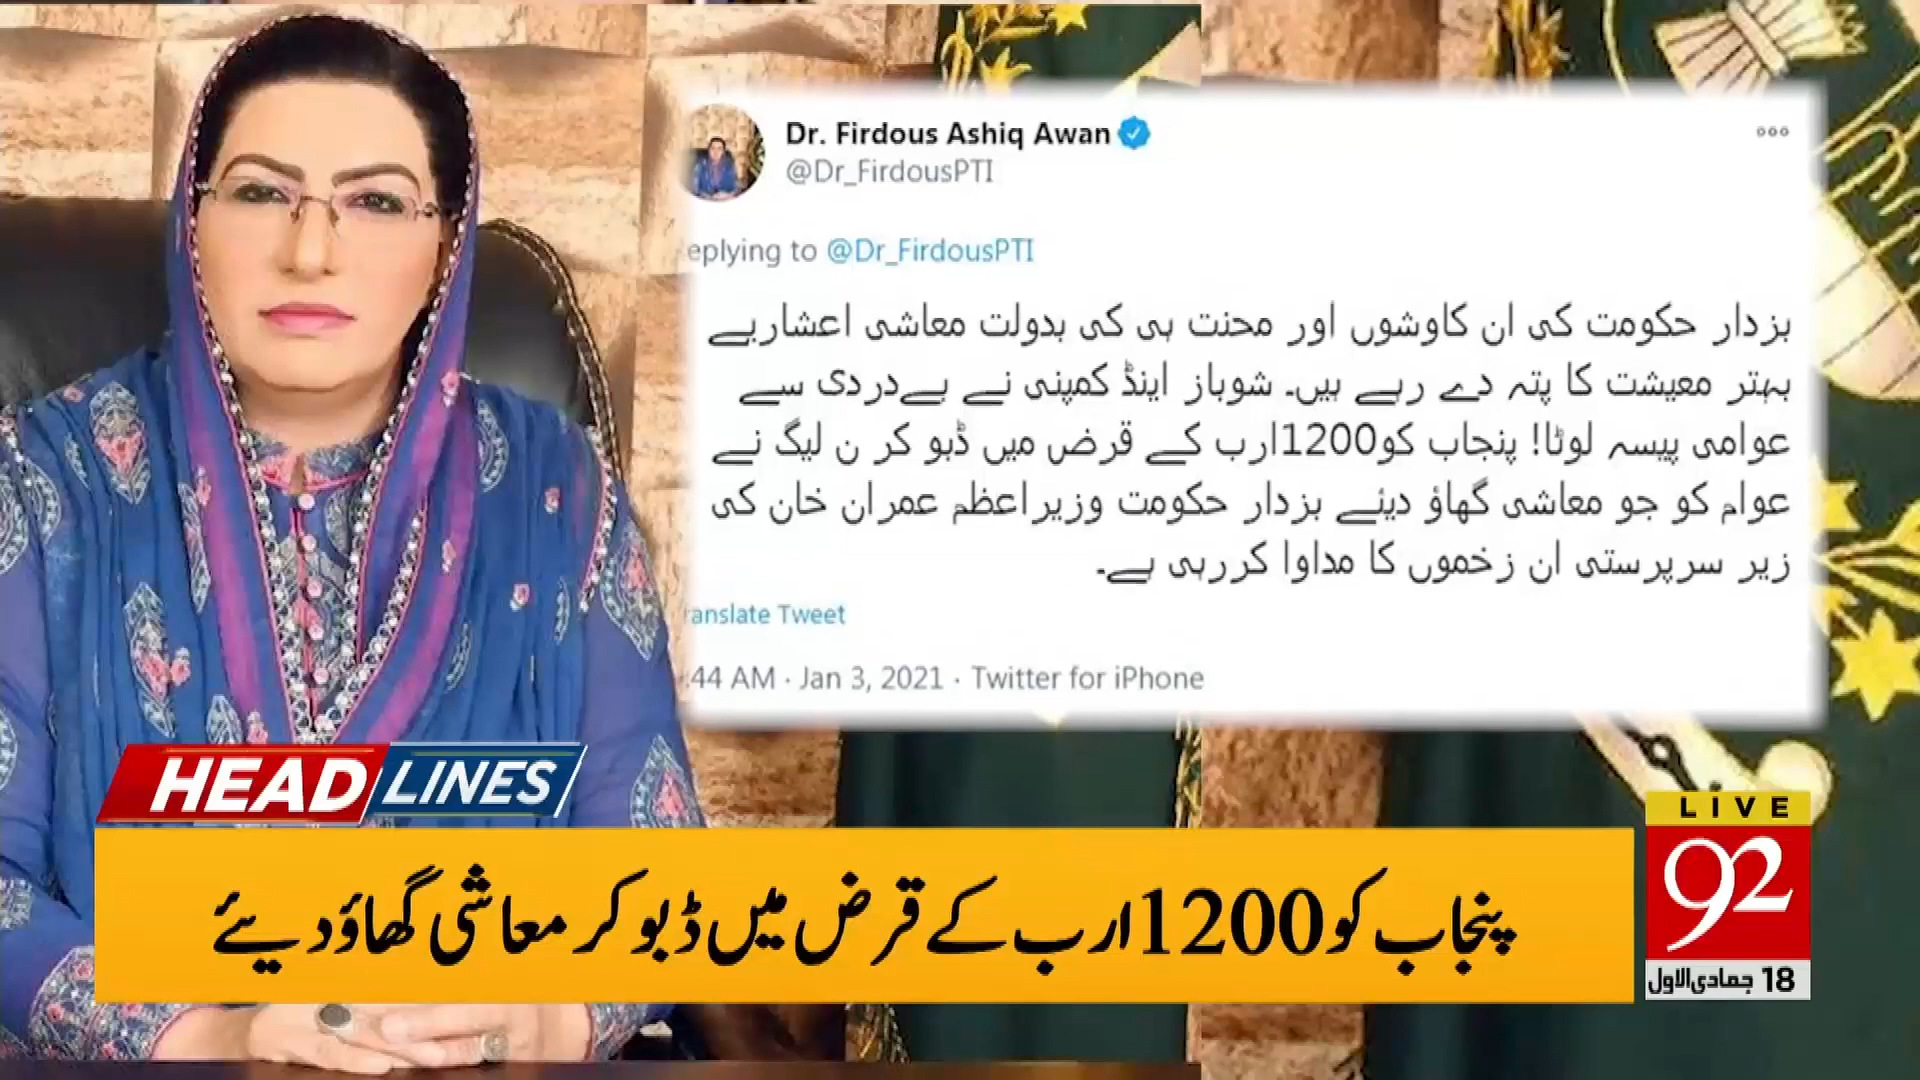 Dr. Firdous Ashiq Awan
@Dr_FirdousPTI
eplying to @Dr_FirdousPTI
بزدار حکومت کی ان کاوشوں اور محنت ہی کی بدولت معاشی اعشاریے
بہتر معیشت کا پتہ دے رہے ہیں۔ شوباز اینڈ کمپنی نے بےدردی سے
عوامی پیسہ لوٹا! پنجاب کو1200ارب کے قرض میں ڈبو کر ن لیگ نے
عوام کو جو معاشی گھاؤ دیئے بزدار حکومت وزیراعظم عمران خان کی
زیر سرپرستی ان زخموں کا مداوا کررہی ہے۔
ranslate Tweet
:44 AM · Jan 3, 2021 · Twitter for iPhone
HEADLINES
پنجاب کو 1200 ارب کے قرض میں ڈبو کر معاشی گھاؤ دیئے
LIVE
92
18 جمادی الاول